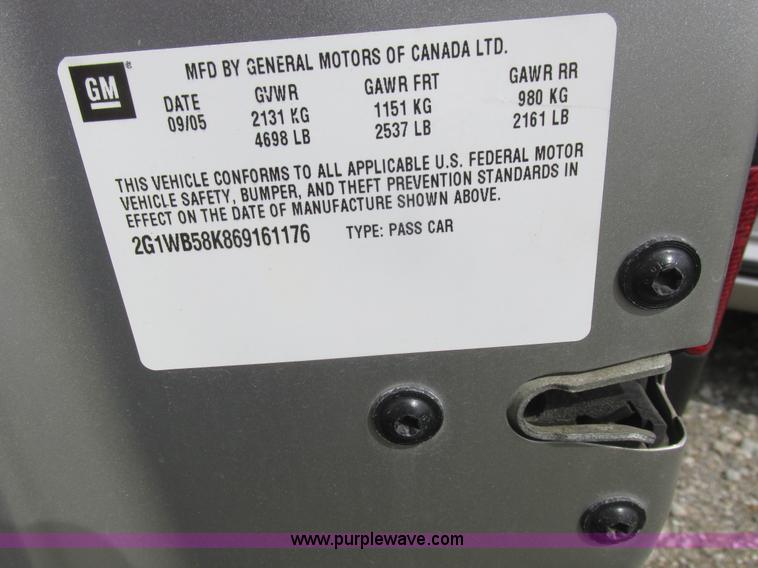 GM
MFD BY GENERAL MOTORS OF CANADA LTD.
DATE GVWR GAWR FRT GAWR RR
09/05 2131 KG 1151 KG 980 KG
4698 LB 2537 LB 2161 LB
THIS VEHICLE CONFORMS TO ALL APPLICABLE U.S. FEDERAL MOTOR
VEHICLE SAFETY, BUMPER, AND THEFT PREVENTION STANDARDS IN
EFFECT ON THE DATE OF MANUFACTURE SHOWN ABOVE.
2G1WB58K869161176 TYPE: PASS CAR
www.purplewave.com